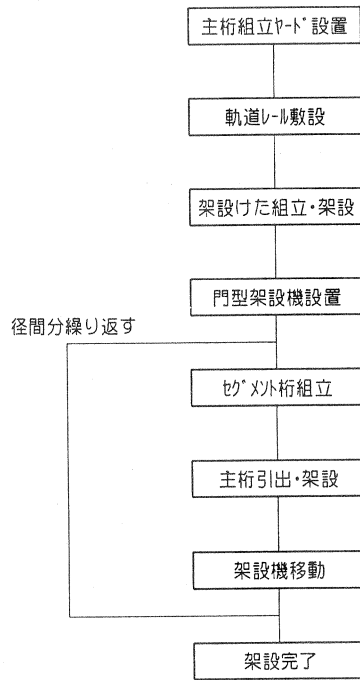 主桁組立ﾔｰﾄﾞ設置
軌道ﾚｰﾙ敷設
架設けた組立・架設
門型架設機設置
径間分繰り返す
ｾｸﾞﾒﾝﾄ桁組立
主桁引出・架設
架設機移動
架設完了